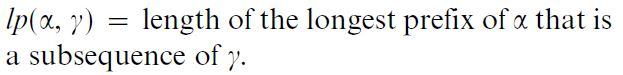 lp(α, γ) = length of the longest prefix of α that is
a subsequence of γ.